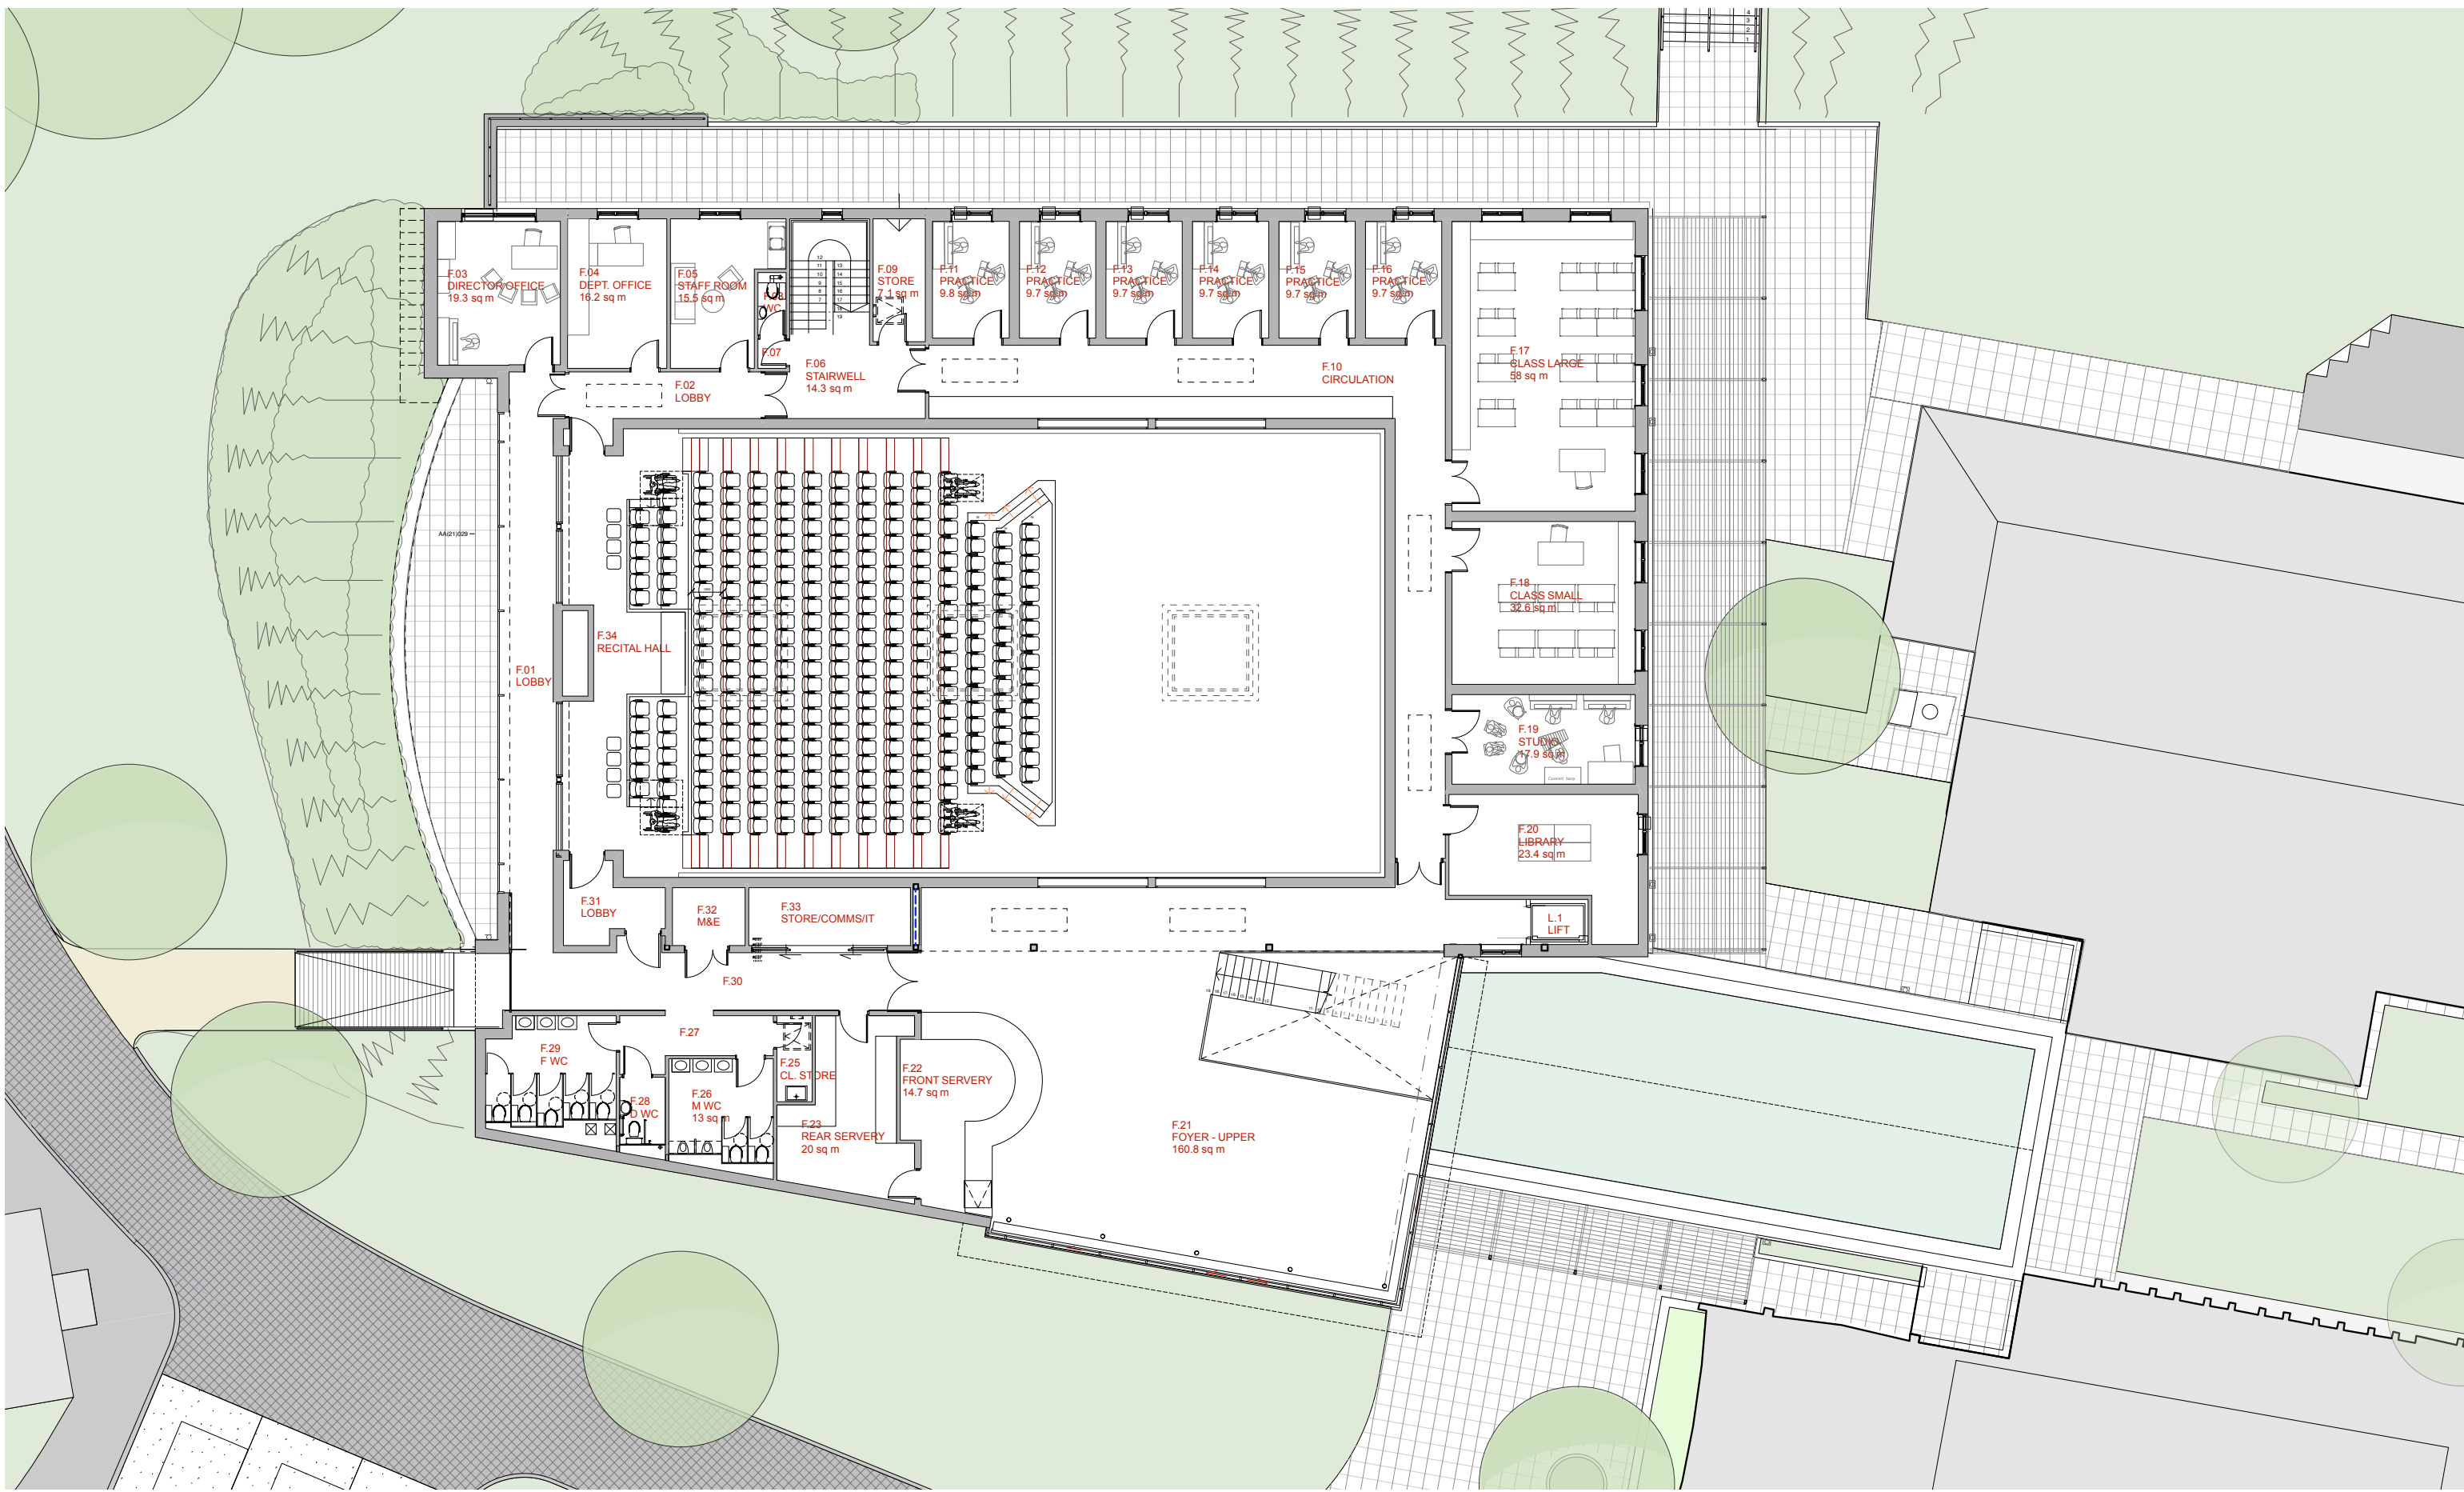 F.03
DIRECTOR OFFICE
19.3 sq m
F.04
DEPT. OFFICE
16.2 sq m
F.05
STAFF ROOM
15.5 sq m
F.08
WC
F.07
F.06
STAIRWELL
14.3 sq m
F.09
STORE
7.1 sq m
F.11
PRACTICE
9.8 sq m
F.12
PRACTICE
9.7 sq m
F.13
PRACTICE
9.7 sq m
F.14
PRACTICE
9.7 sq m
F.15
PRACTICE
9.7 sq m
F.16
PRACTICE
9.7 sq m
F.02
LOBBY
F.10
CIRCULATION
F.17
CLASS LARGE
58 sq m
AA(21)029
F.18
CLASS SMALL
32.6 sq m
F.34
RECITAL HALL
F.01
LOBBY
F.19
STUDIO
17.9 sq m
Concert harp
F.20
LIBRARY
23.4 sq m
F.31
LOBBY
F.32
M&E
F.33
STORE/COMMS/IT
L.1
LIFT
F.30
F.27
F.29
F WC
F.28
D WC
F.26
M WC
13 sq m
F.25
CL. STORE
F.23
REAR SERVERY
20 sq m
F.22
FRONT SERVERY
14.7 sq m
F.21
FOYER - UPPER
160.8 sq m